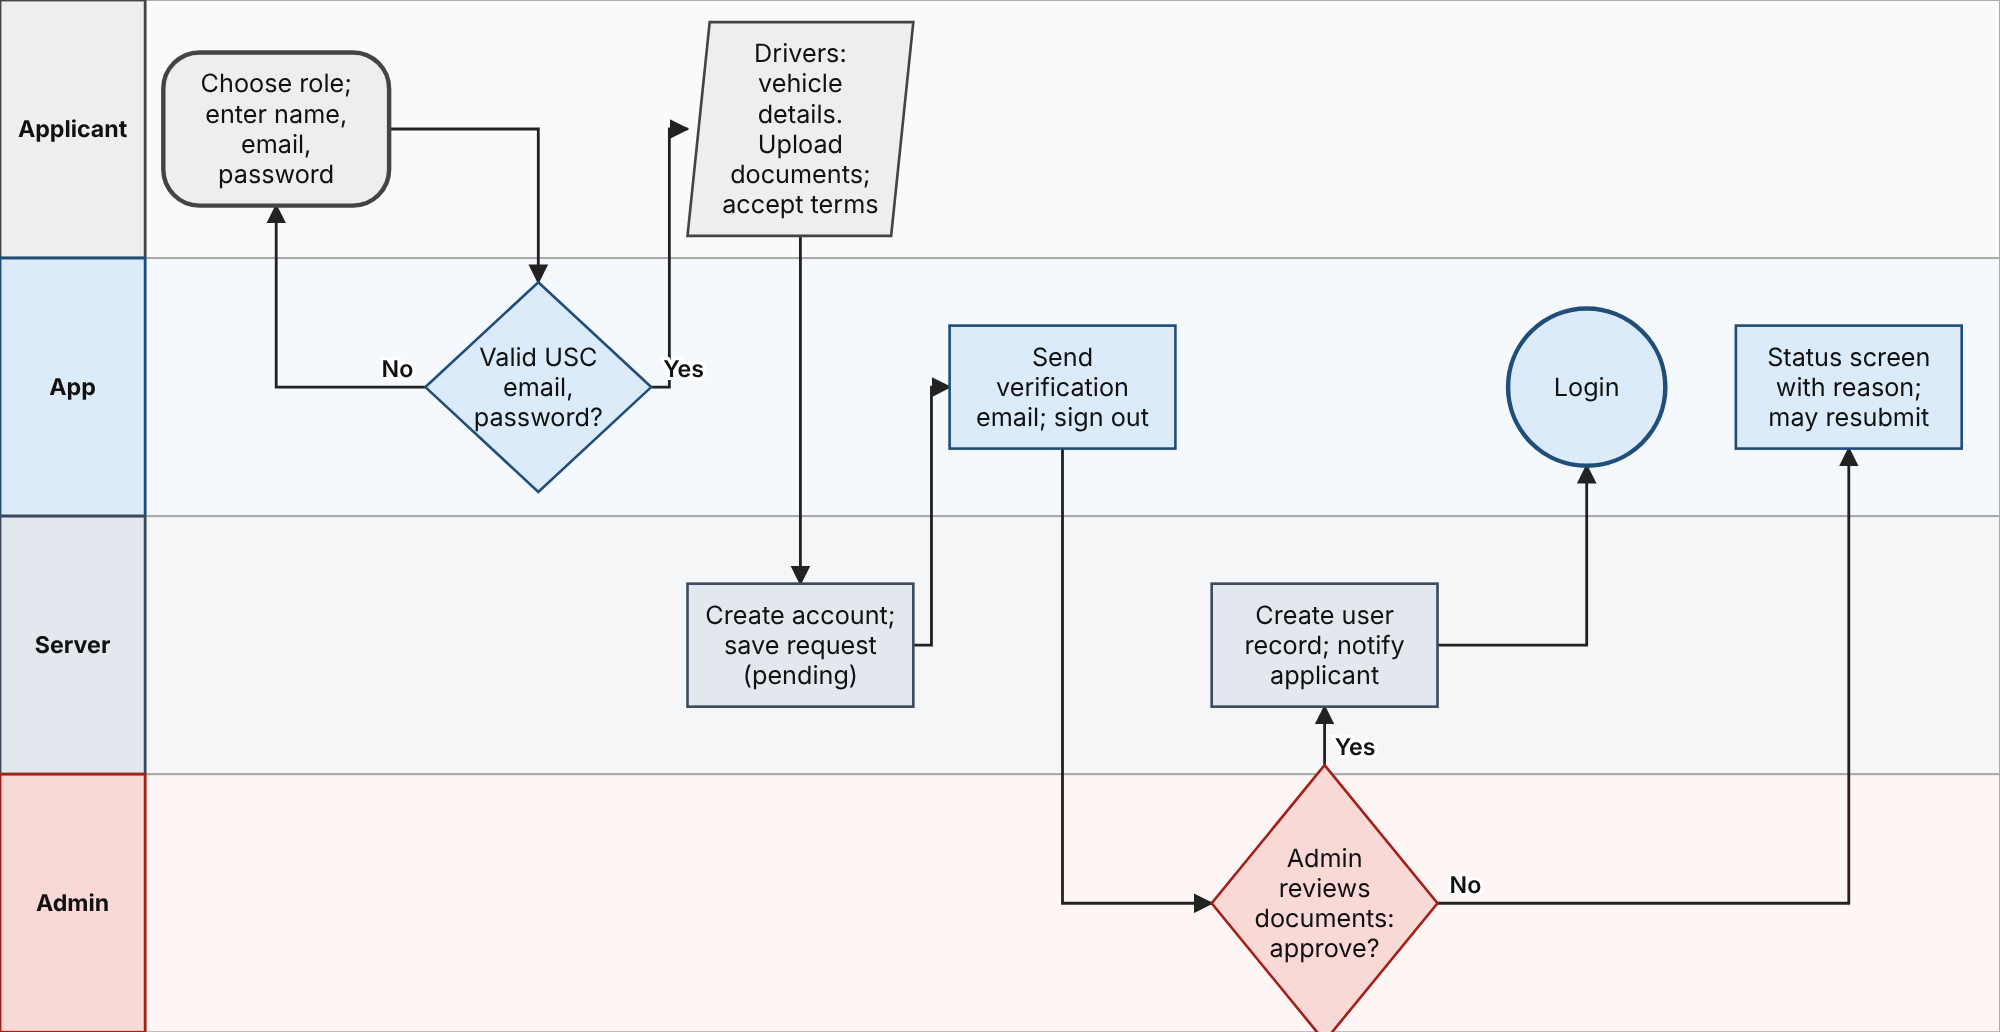 Applicant
Choose role;
enter name,
email,
password
Drivers:
vehicle
details.
Upload
documents;
accept terms
App
No
Valid USC
email,
password?
Yes
Send
verification
email; sign out
Login
Status screen
with reason;
may resubmit
Server
Create account;
save request
(pending)
Create user
record; notify
applicant
Yes
Admin
Admin
reviews
documents:
approve?
No